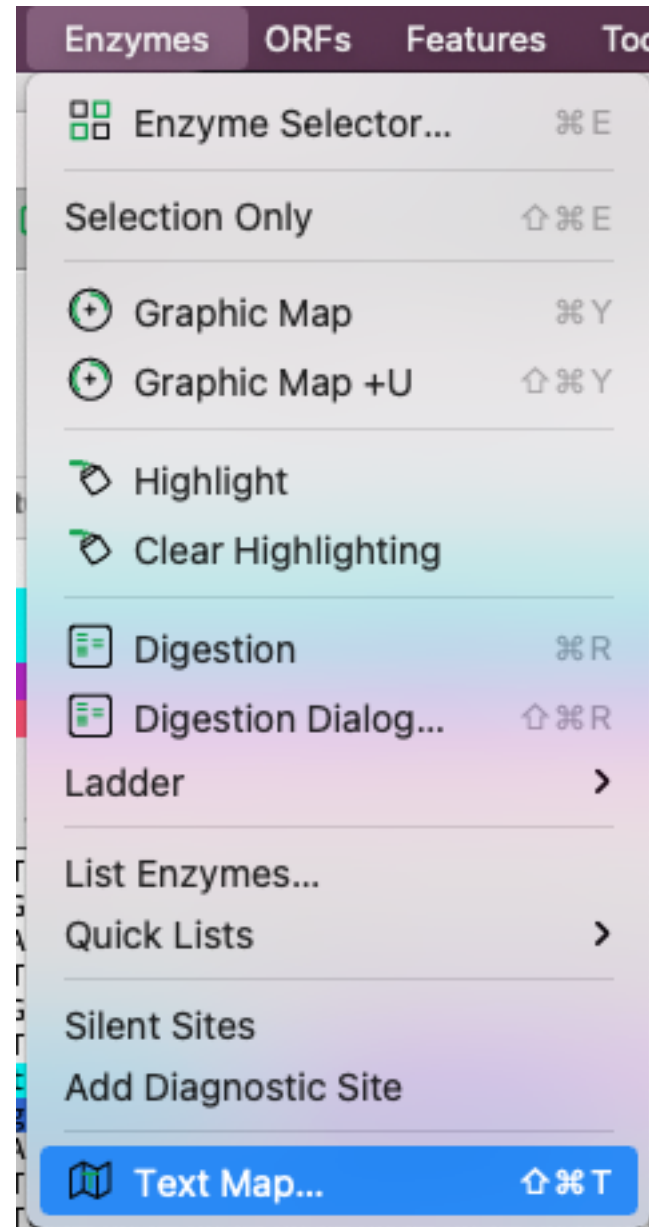 Enzymes ORFs Features Too
Enzyme Selector... ⌘E
Selection Only ⇧⌘E
Graphic Map ⌘Y
Graphic Map +U ⇧⌘Y
Highlight
Clear Highlighting
Digestion ⌘R
Digestion Dialog... ⇧⌘R
Ladder
List Enzymes...
Quick Lists
Silent Sites
Add Diagnostic Site
Text Map... ⇧⌘T